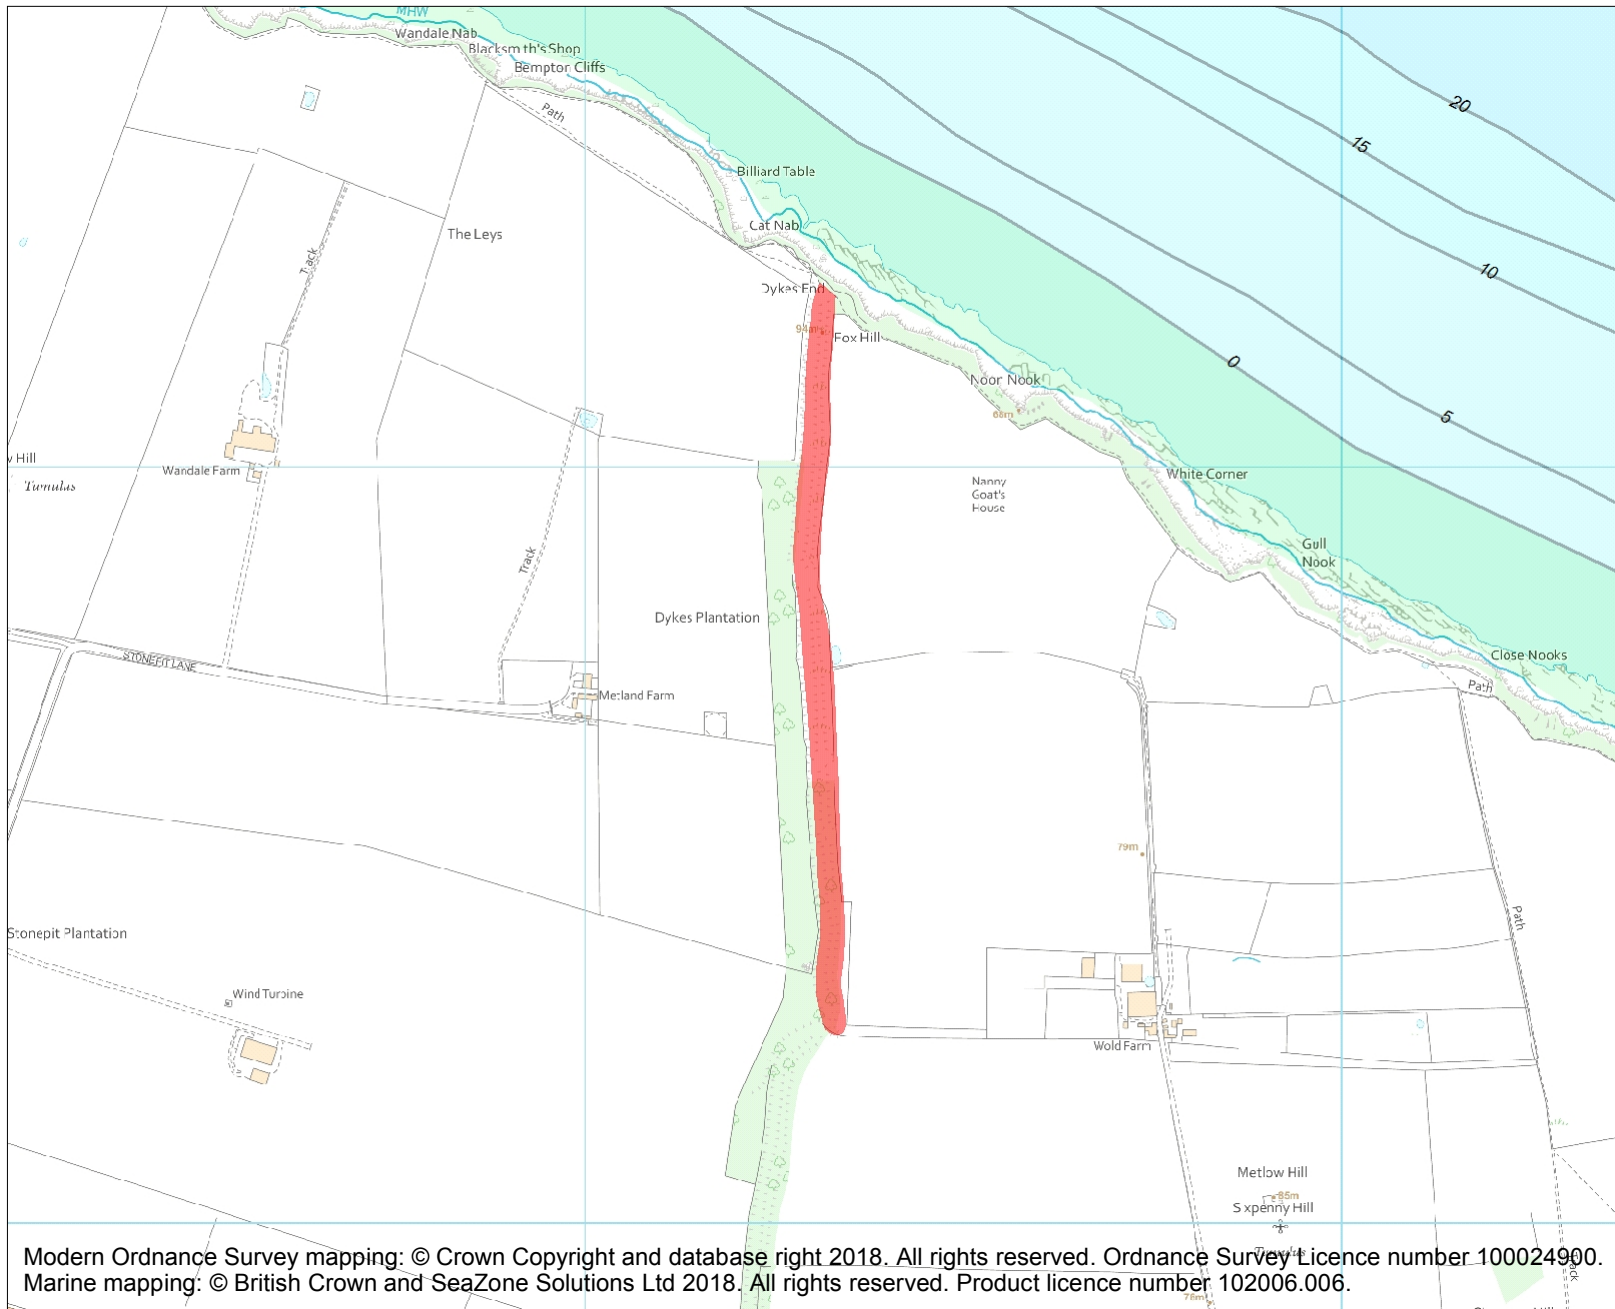 MHW
Wandale Nab
Blacksmith's Shop
Bempton Cliffs
Path
20
15
Billiard Table
Cat Nab
The Leys
Track
10
Dykes End
94m
Fox Hill
0
Noor Nook
68m
5
Hill
Wandale Farm
White Corner
Tumulus
Nanny
Goat's
House
Gull
Nook
Track
Dykes Plantation
STONEPIT LANE
Close Nooks
Path
Metland Farm
79m
Path
Stonepit Plantation
Wind Turbine
Wold Farm
Metlow Hill
85m
Sixpenny Hill
Tumulus
Track
Modern Ordnance Survey mapping: © Crown Copyright and database right 2018. All rights reserved. Ordnance Survey Licence number 100024900.
Marine mapping: © British Crown and SeaZone Solutions Ltd 2018. All rights reserved. Product licence number 102006.006.
78m